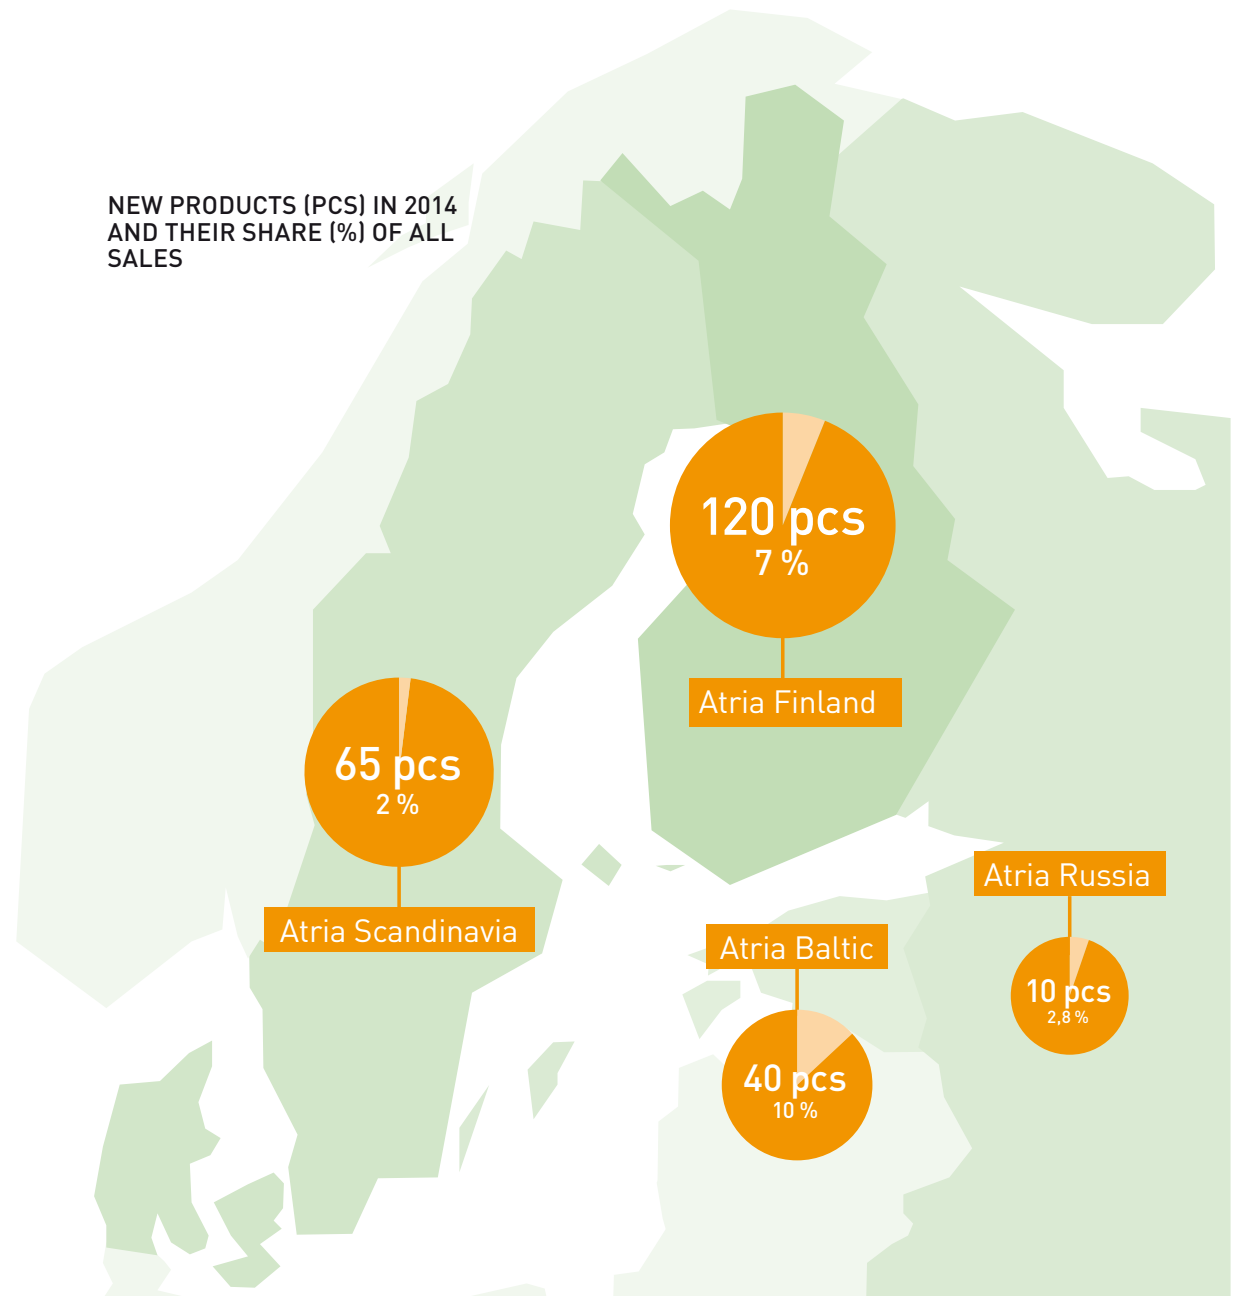 NEW PRODUCTS (PCS) IN 2014
AND THEIR SHARE (%) OF ALL
SALES
120 pcs
7 %
Atria Finland
65 pcs
2 %
Atria Scandinavia
Atria Russia
10 pcs
2,8 %
Atria Baltic
40 pcs
10 %